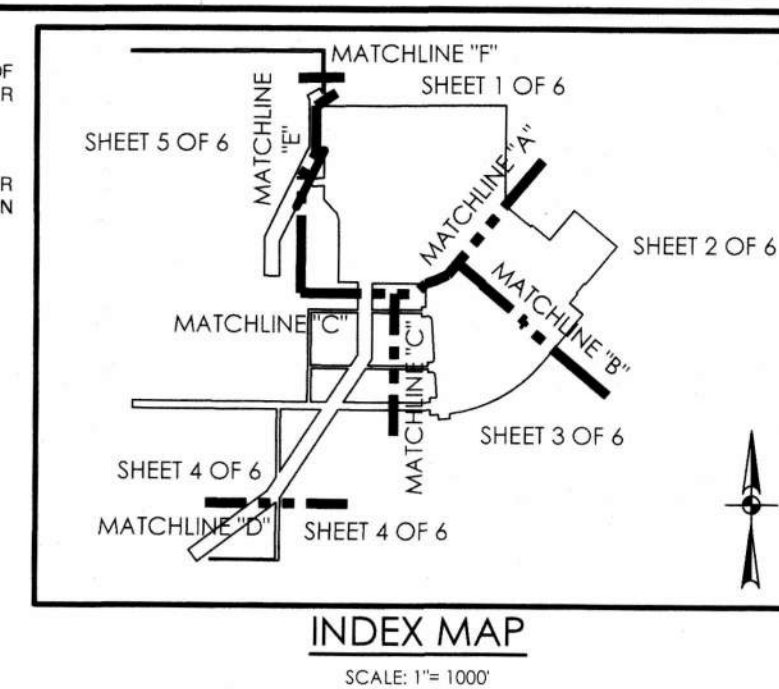 OF
R
R
N
MATCHLINE "F"
SHEET 1 OF 6
MATCHLINE
"E"
SHEET 5 OF 6
MATCHLINE "A"
SHEET 2 OF 6
MATCHLINE "B"
MATCHLINE "C"
MATCHLINE "C"
SHEET 3 OF 6
SHEET 4 OF 6
MATCHLINE "D"
SHEET 4 OF 6
INDEX MAP
SCALE: 1"= 1000'